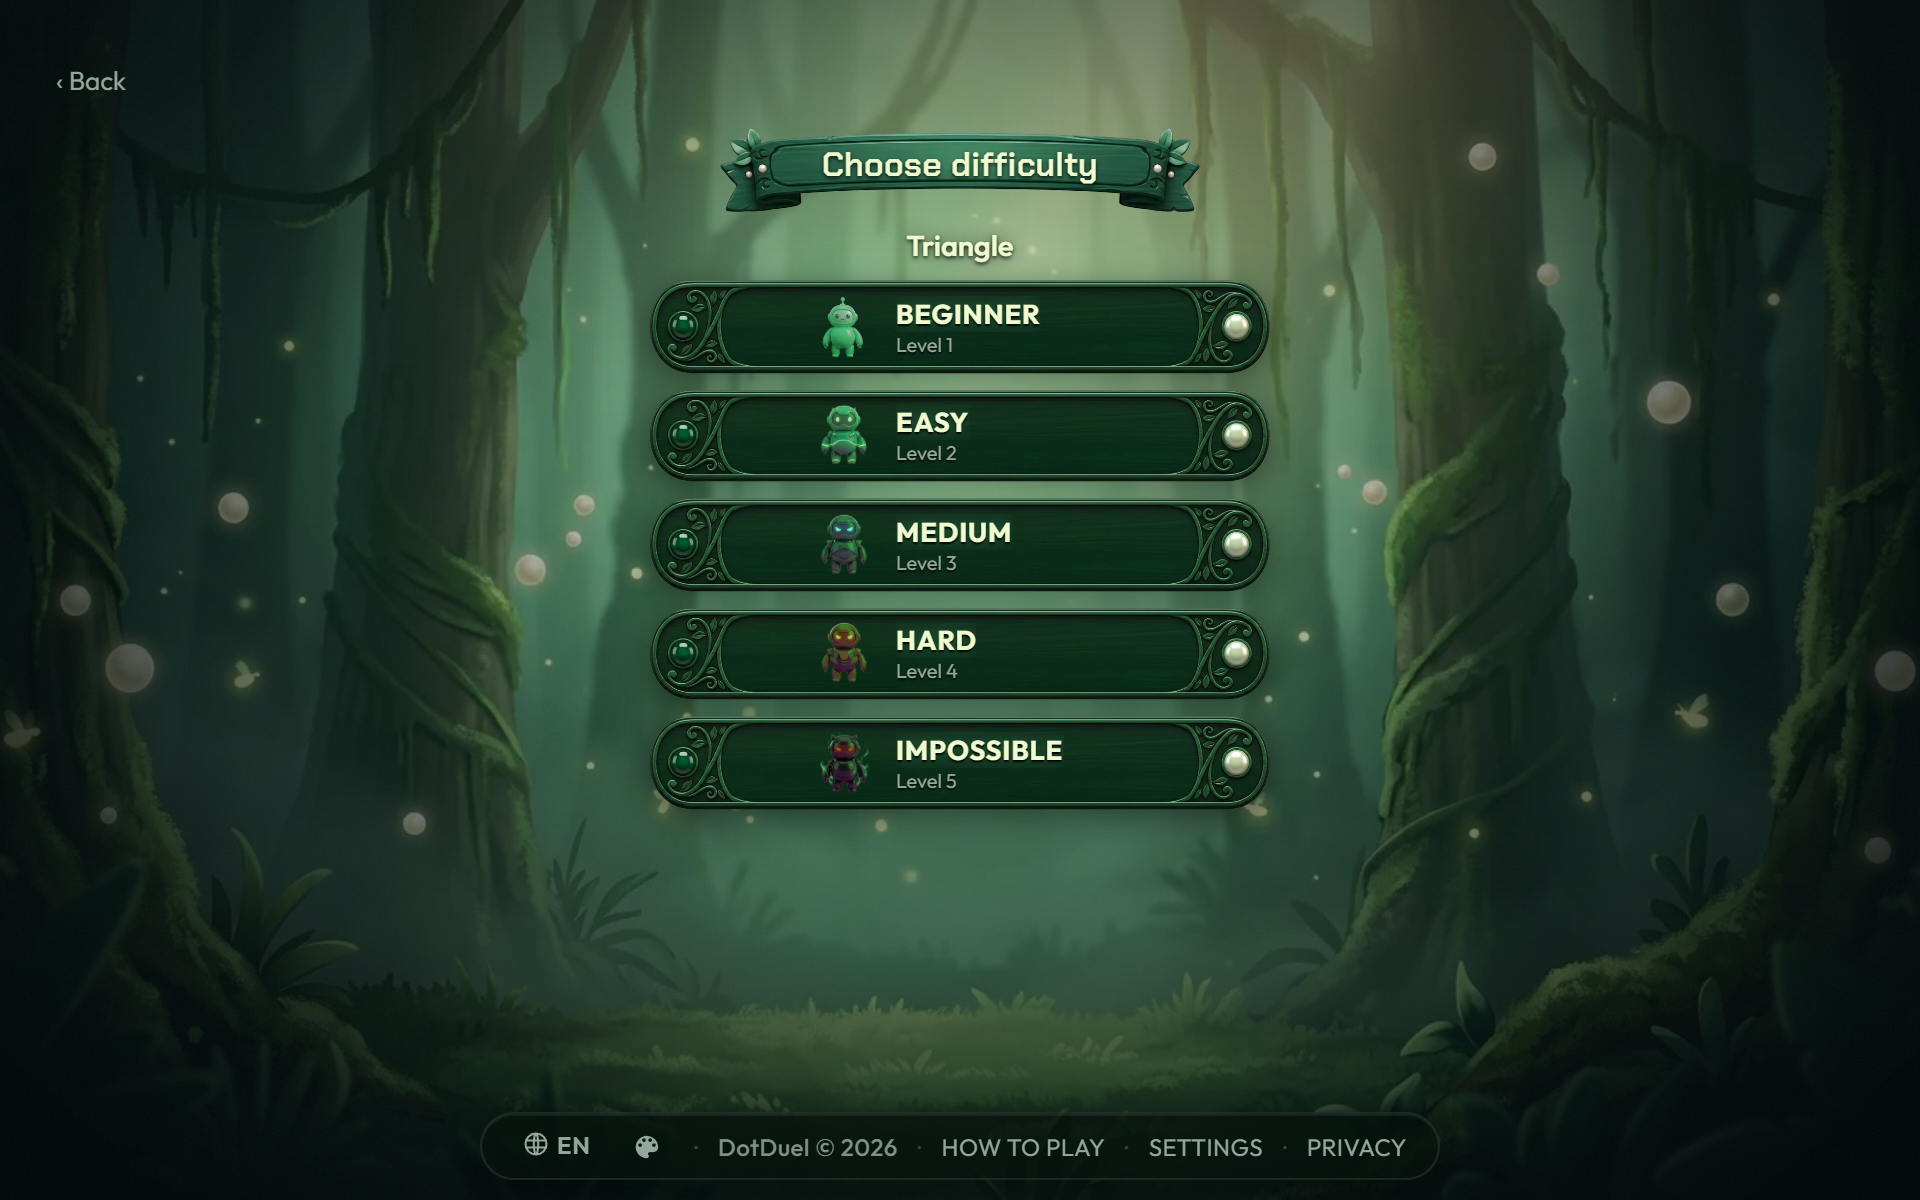 ‹ Back
Choose difficulty
Triangle
BEGINNER
Level 1
EASY
Level 2
MEDIUM
Level 3
HARD
Level 4
IMPOSSIBLE
Level 5
EN · DotDuel © 2026 · HOW TO PLAY · SETTINGS · PRIVACY